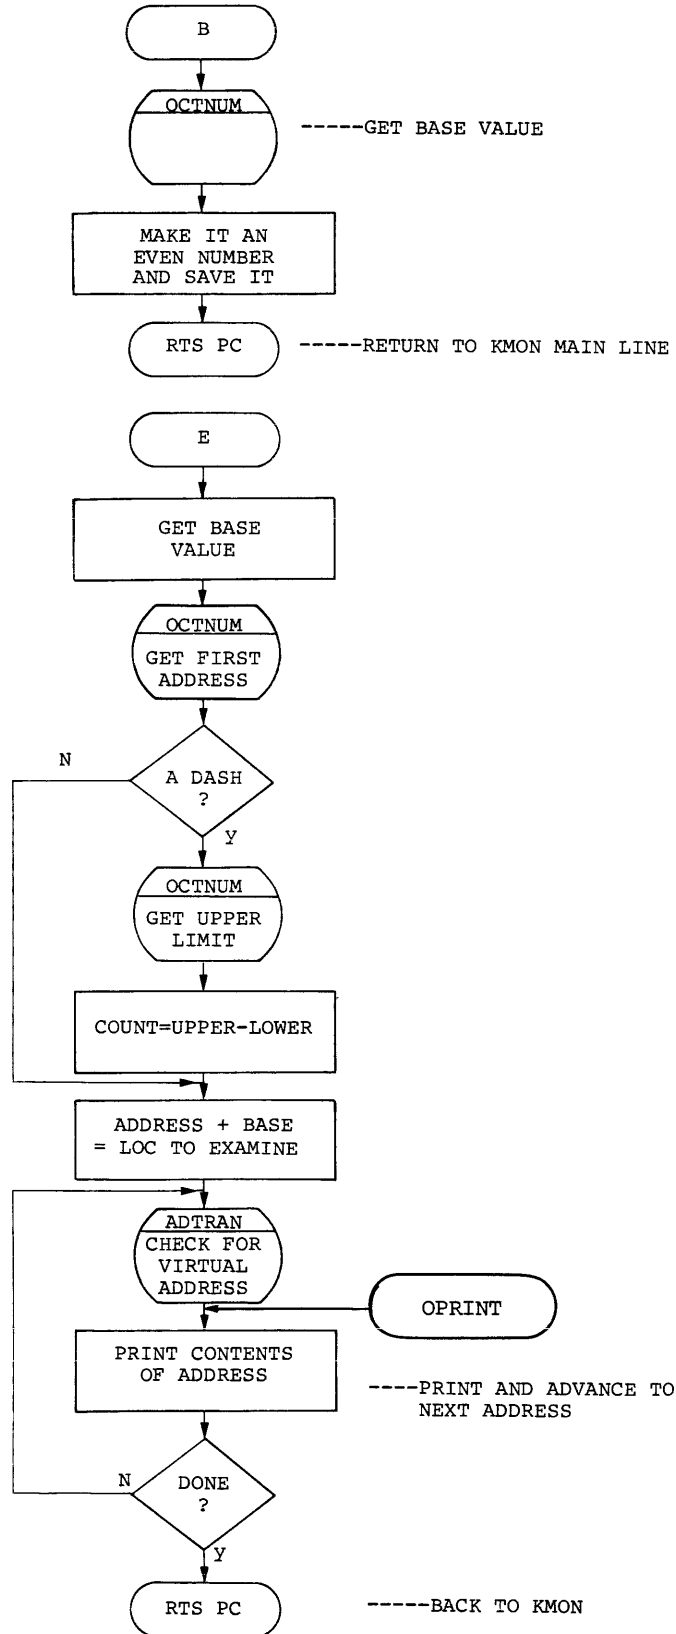 B
OCTNUM
-----GET BASE VALUE
MAKE IT AN
EVEN NUMBER
AND SAVE IT
RTS PC
-----RETURN TO KMON MAIN LINE
E
GET BASE
VALUE
OCTNUM
GET FIRST
ADDRESS
N
A DASH
?
Y
OCTNUM
GET UPPER
LIMIT
COUNT=UPPER-LOWER
ADDRESS + BASE
= LOC TO EXAMINE
ADTRAN
CHECK FOR
VIRTUAL
ADDRESS
OPRINT
PRINT CONTENTS
OF ADDRESS
----PRINT AND ADVANCE TO
NEXT ADDRESS
N
DONE
?
Y
RTS PC
-----BACK TO KMON